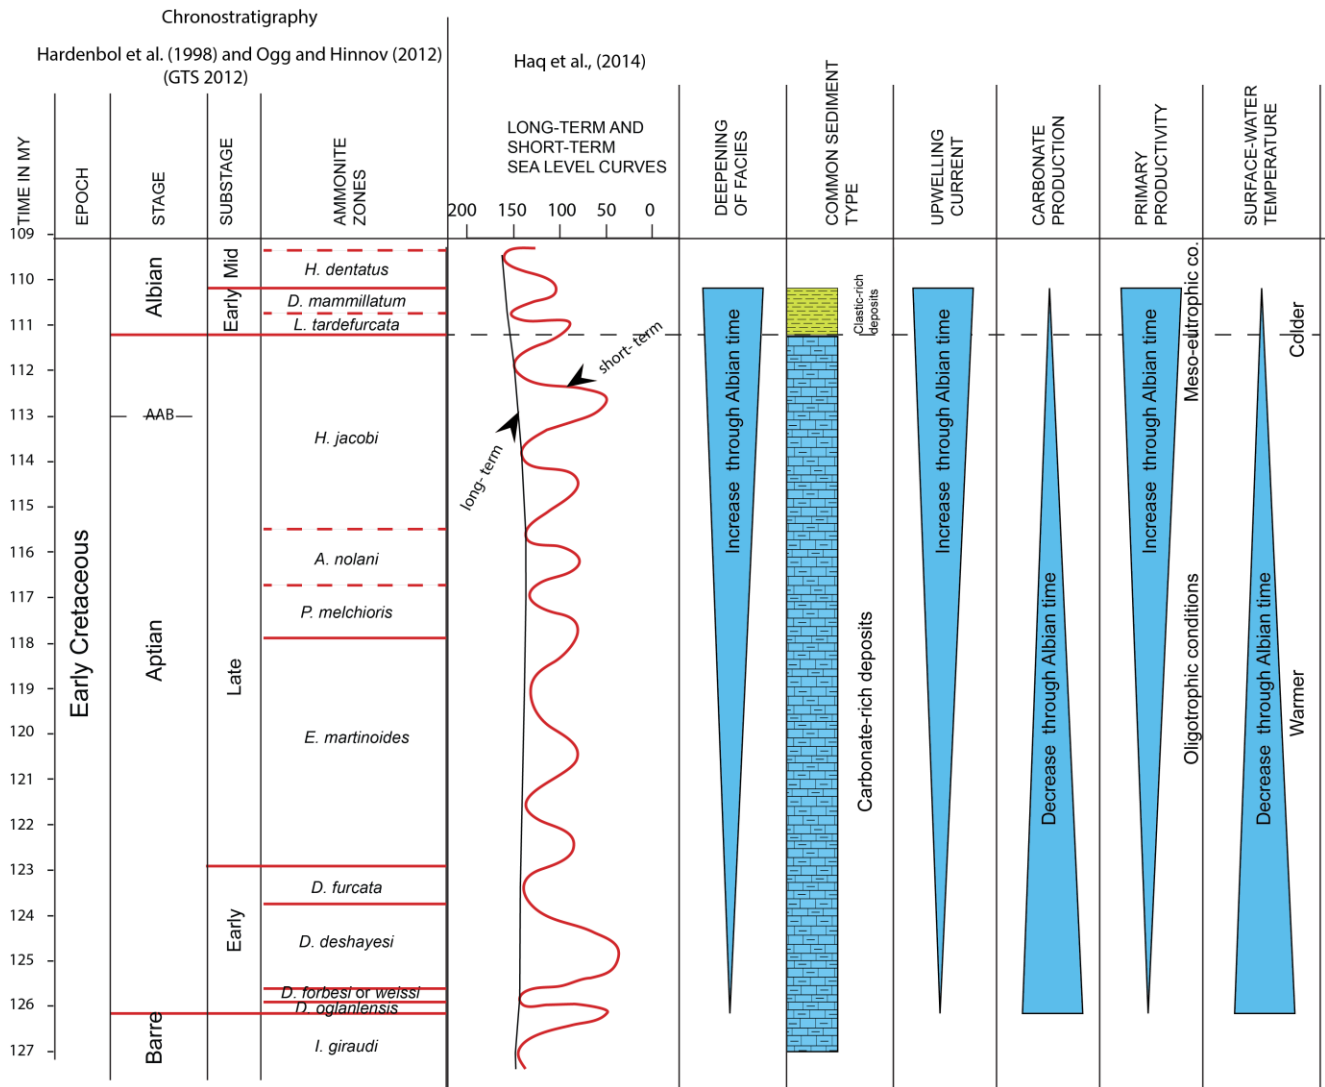 Chronostratigraphy
Hardenbol et al. (1998) and Ogg and Hinnov (2012)
(GTS 2012)
Haq et al., (2014)
TIME IN MY
EPOCH
STAGE
SUBSTAGE
AMMONITE
ZONES
LONG-TERM AND
SHORT-TERM
SEA LEVEL CURVES
200 150 100 50 0
DEEPENING
OF FACIES
COMMON SEDIMENT
TYPE
UPWELLING
CURRENT
CARBONATE
PRODUCTION
PRIMARY
PRODUCTIVITY
SURFACE-WATER
TEMPERATURE
109
110
111
112
113
114
115
116
117
118
119
120
121
122
123
124
125
126
127
Early Cretaceous
Albian
AAB
Aptian
Barre
Mid
Early
Late
Early
H. dentatus
D. mammillatum
L. tardefurcata
H. jacobi
A. nolani
P. melchioris
E. martinoides
D. furcata
D. deshayesi
D. forbesi or weissi
D. oglanlensis
I. giraudi
short- term
long- term
Increase through Albian time
Clastic-rich
deposits
Carbonate-rich deposits
Increase through Albian time
Decrease through Albian time
Increase through Albian time
Meso-eutrophic co.
Oligotrophic conditions
Decrease through Albian time
Colder
Warmer